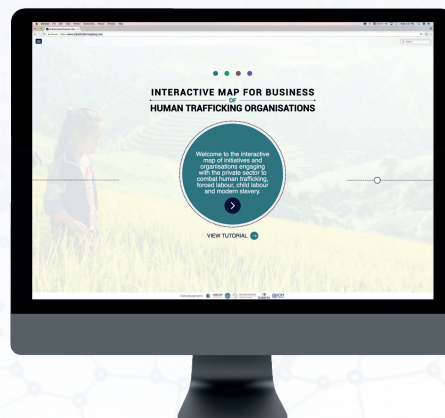 INTERACTIVE MAP FOR BUSINESS
OF
HUMAN TRAFFICKING ORGANISATIONS
Welcome to the interactive
map of initiatives and
organisations engaging
with the private sector to
combat human trafficking,
forced labour, child labour
and modern slavery.
VIEW TUTORIAL